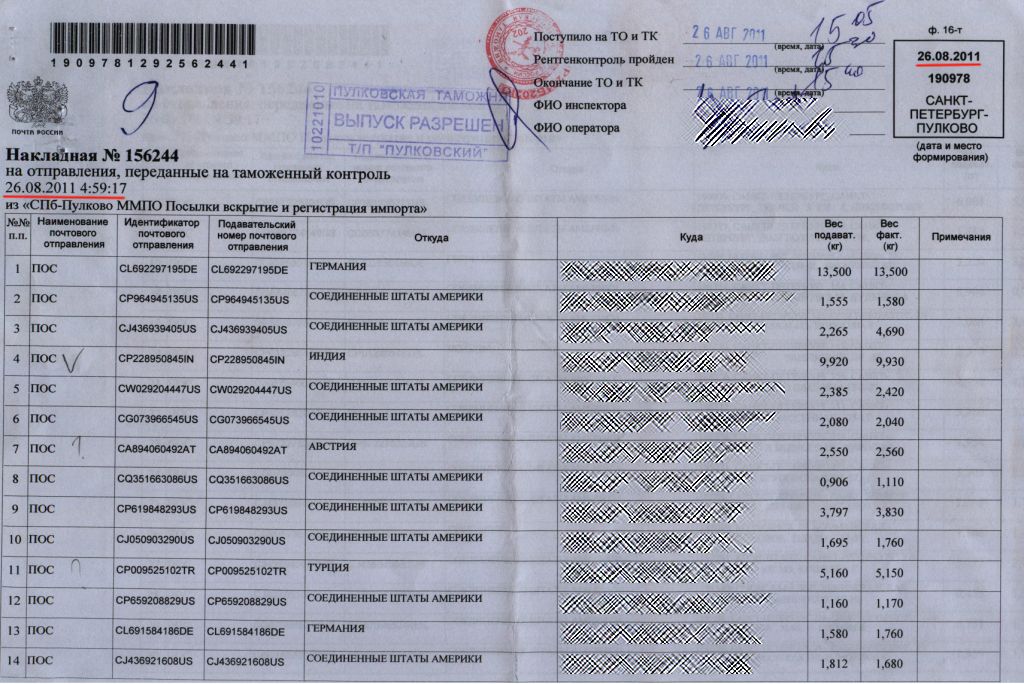 ф. 16-т
1909781292562441
ПОЧТА РОССИИ
9
10221010
ПУЛКОВСКАЯ ТАМОЖНЯ
ВЫПУСК РАЗРЕШЕН
Т/П "ПУЛКОВСКИЙ"
Поступило на ТО и ТК 26 АВГ 2011 15 05
(время, дата)
Рентгенконтроль пройден 26 АВГ 2011
(время, дата)
Окончание ТО и ТК 26 АВГ 2011 15 40
(время, дата)
ФИО инспектора
ФИО оператора
26.08.2011
190978
САНКТ-
ПЕТЕРБУРГ-
ПУЛКОВО
(дата и место
формирования)
Накладная № 156244
на отправления, переданные на таможенный контроль
26.08.2011 4:59:17
из «СПб-Пулково ММПО Посылки вскрытие и регистрация импорта»
№№ п.п. Наименование почтового отправления Идентификатор почтового отправления Подавательский номер почтового отправления Откуда Куда Вес подават. (кг) Вес факт. (кг) Примечания
1 ПОС CL692297195DE CL692297195DE ГЕРМАНИЯ 13,500 13,500
2 ПОС CP964945135US CP964945135US СОЕДИНЕННЫЕ ШТАТЫ АМЕРИКИ 1,555 1,580
3 ПОС CJ436939405US CJ436939405US СОЕДИНЕННЫЕ ШТАТЫ АМЕРИКИ 2,265 4,690
4 ПОС CP228950845IN CP228950845IN ИНДИЯ 9,920 9,930
5 ПОС CW029204447US CW029204447US СОЕДИНЕННЫЕ ШТАТЫ АМЕРИКИ 2,385 2,420
6 ПОС CG073966545US CG073966545US СОЕДИНЕННЫЕ ШТАТЫ АМЕРИКИ 2,080 2,040
7 ПОС CA894060492AT CA894060492AT АВСТРИЯ 2,550 2,560
8 ПОС CQ351663086US CQ351663086US СОЕДИНЕННЫЕ ШТАТЫ АМЕРИКИ 0,906 1,110
9 ПОС CP619848293US CP619848293US СОЕДИНЕННЫЕ ШТАТЫ АМЕРИКИ 3,797 3,830
10 ПОС CJ050903290US CJ050903290US СОЕДИНЕННЫЕ ШТАТЫ АМЕРИКИ 1,695 1,760
11 ПОС CP009525102TR CP009525102TR ТУРЦИЯ 5,160 5,150
12 ПОС CP659208829US CP659208829US СОЕДИНЕННЫЕ ШТАТЫ АМЕРИКИ 1,160 1,170
13 ПОС CL691584186DE CL691584186DE ГЕРМАНИЯ 1,580 1,760
14 ПОС CJ436921608US CJ436921608US СОЕДИНЕННЫЕ ШТАТЫ АМЕРИКИ 1,812 1,680